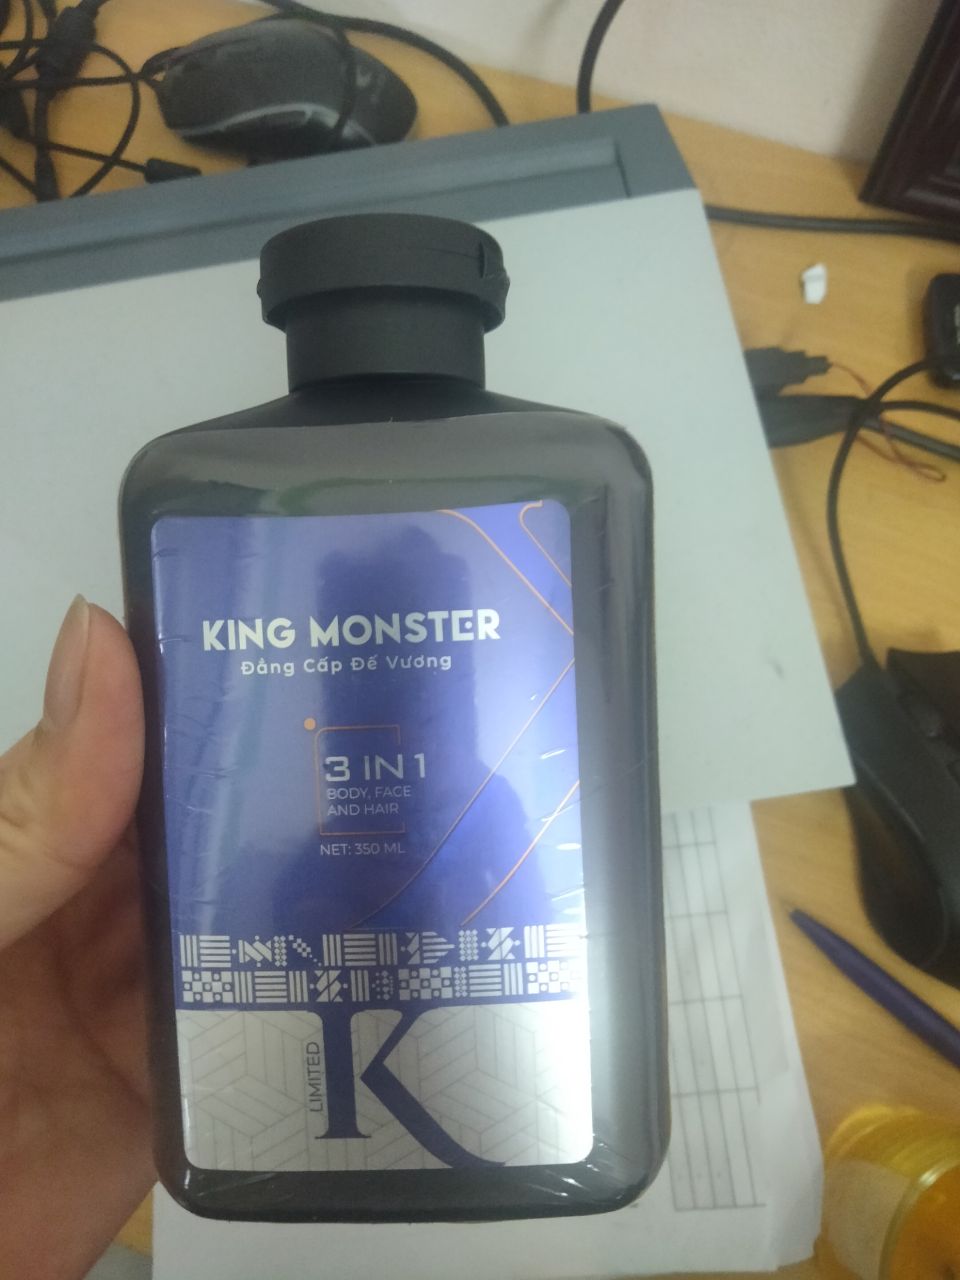 KING MONSTER
Đẳng Cấp Đế Vương
3 IN 1
BODY, FACE
AND HAIR
NET: 350 ML
LIMITED
K